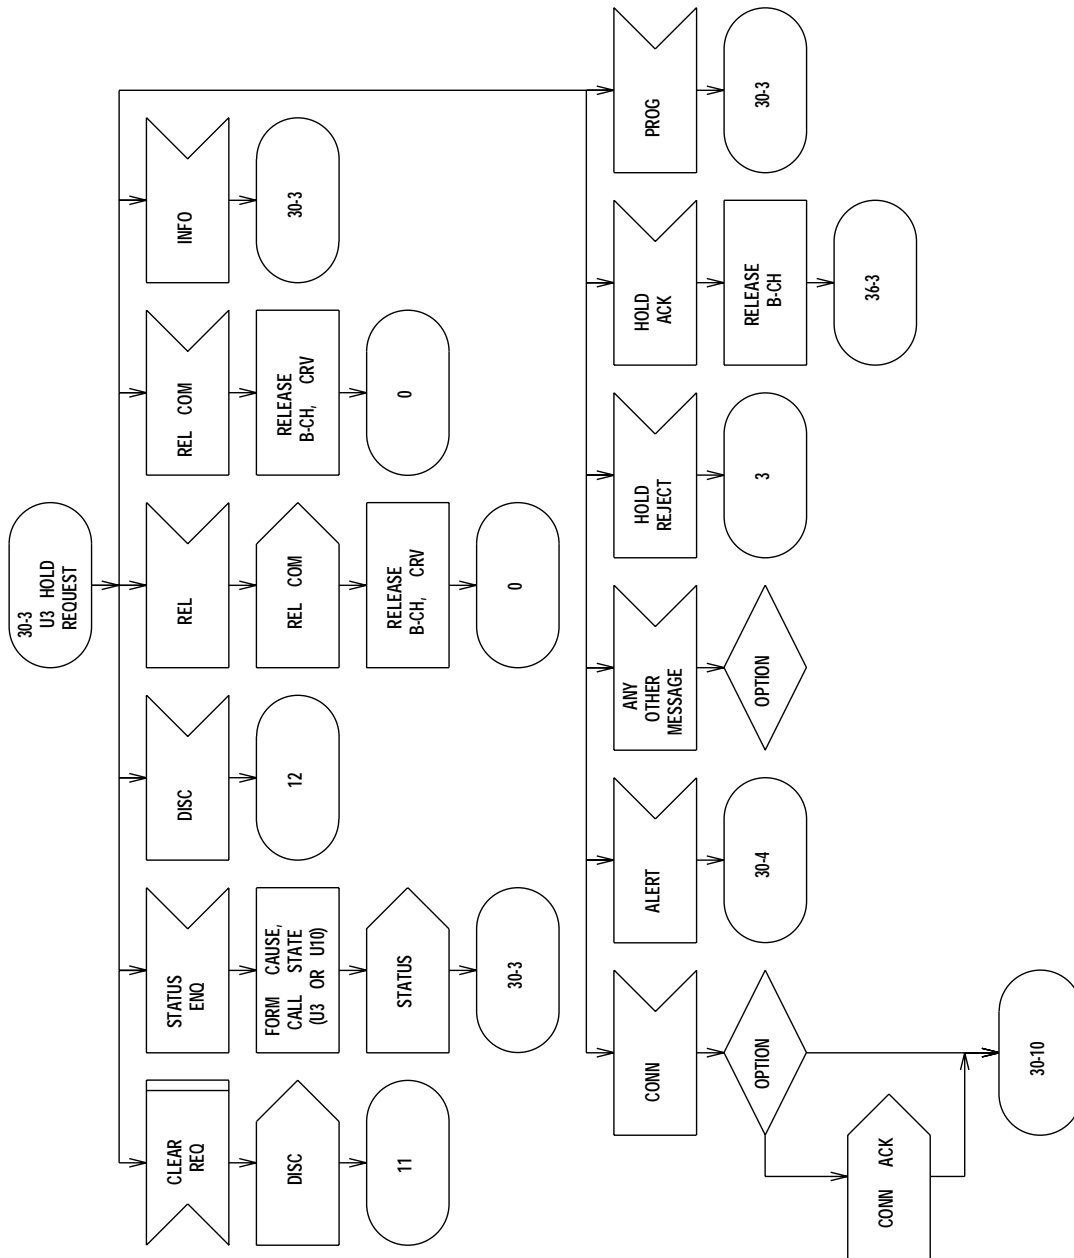 30-3
U3 HOLD
REQUEST
CLEAR
REQ
DISC
11
STATUS
ENQ
FORM CAUSE,
CALL STATE
(U3 OR U10)
STATUS
30-3
DISC
12
REL
REL COM
RELEASE
B-CH, CRV
0
REL COM
RELEASE
B-CH, CRV
0
INFO
30-3
CONN
OPTION
CONN ACK
30-10
ALERT
30-4
ANY
OTHER
MESSAGE
OPTION
HOLD
REJECT
3
HOLD
ACK
RELEASE
B-CH
36-3
PROG
30-3